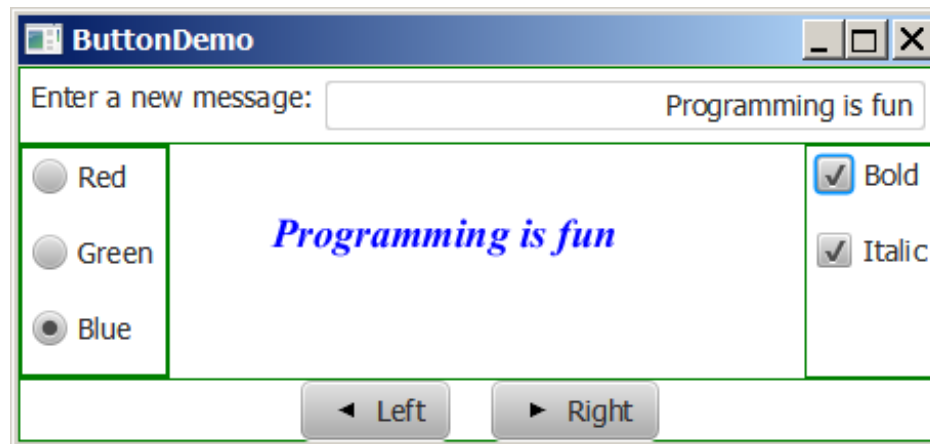 ButtonDemo
Enter a new message: Programming is fun
Red
Green
Blue
Programming is fun
Bold
Italic
Left
Right